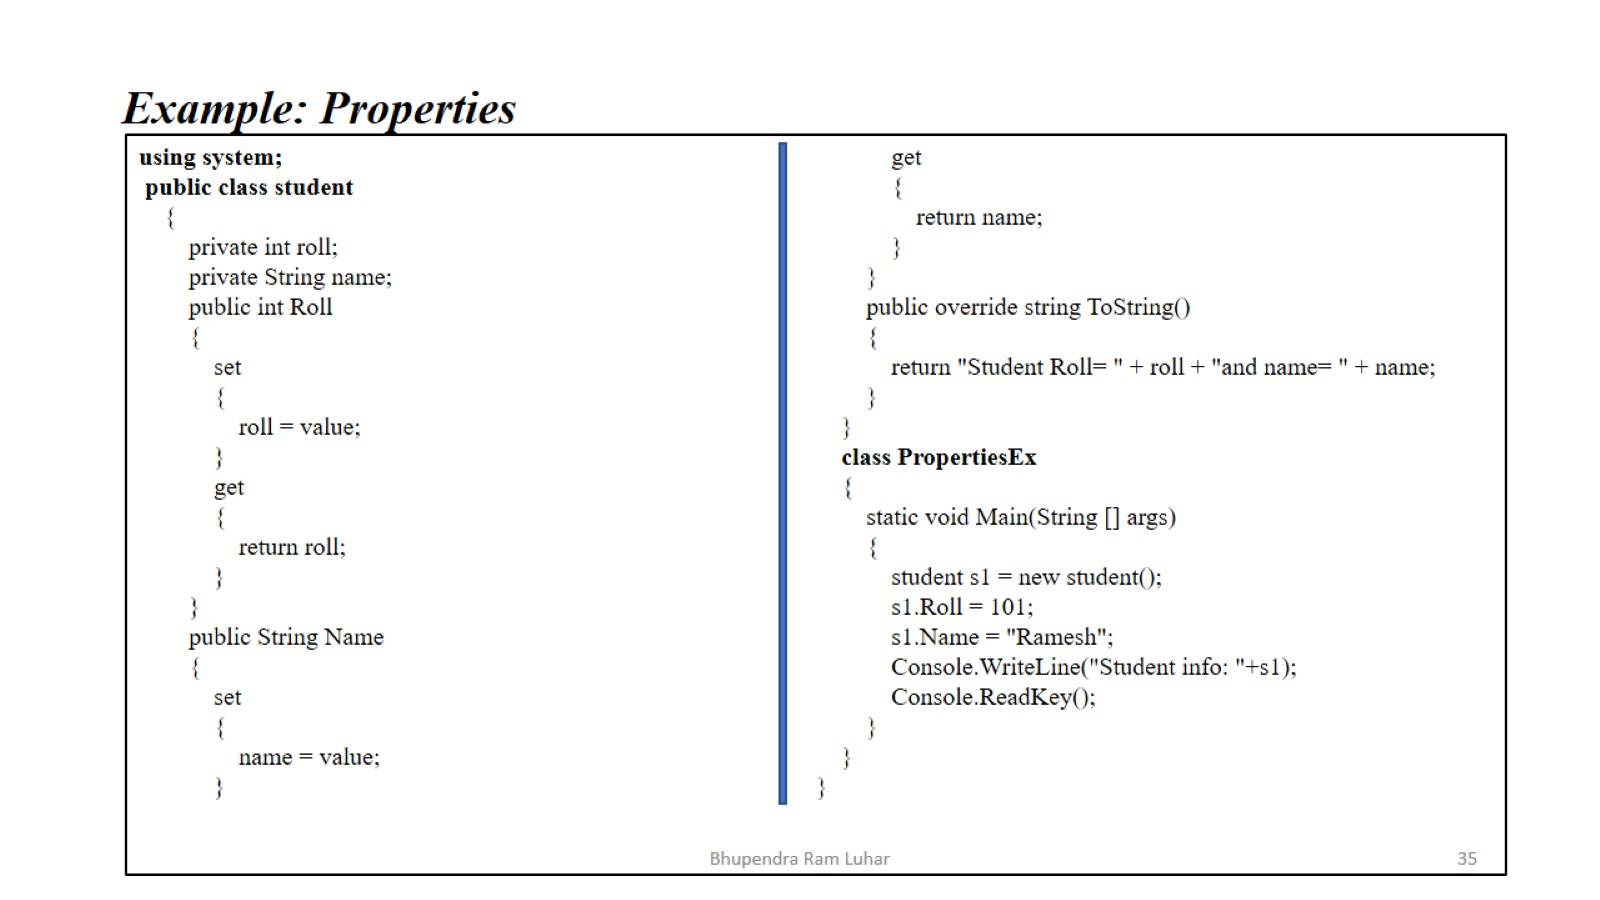 Example: Properties
using system;
public class student
{
private int roll;
private String name;
public int Roll
{
set
{
roll = value;
}
get
{
return roll;
}
}
public String Name
{
set
{
name = value;
}
get
{
return name;
}
}
public override string ToString()
{
return "Student Roll= " + roll + "and name= " + name;
}
}
class PropertiesEx
{
static void Main(String [] args)
{
student s1 = new student();
s1.Roll = 101;
s1.Name = "Ramesh";
Console.WriteLine("Student info: "+s1);
Console.ReadKey();
}
}
}
Bhupendra Ram Luhar
35